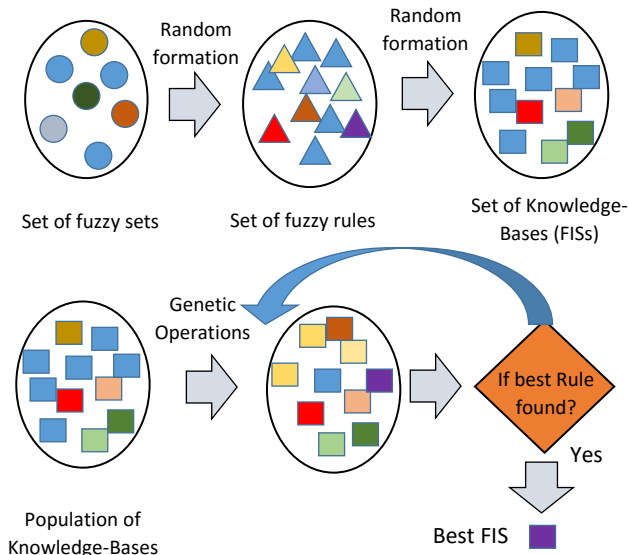 Random
formation
Random
formation
Set of fuzzy sets
Set of fuzzy rules
Set of Knowledge-
Bases (FISs)
Genetic
Operations
If best Rule
found?
Yes
Population of
Knowledge-Bases
Best FIS